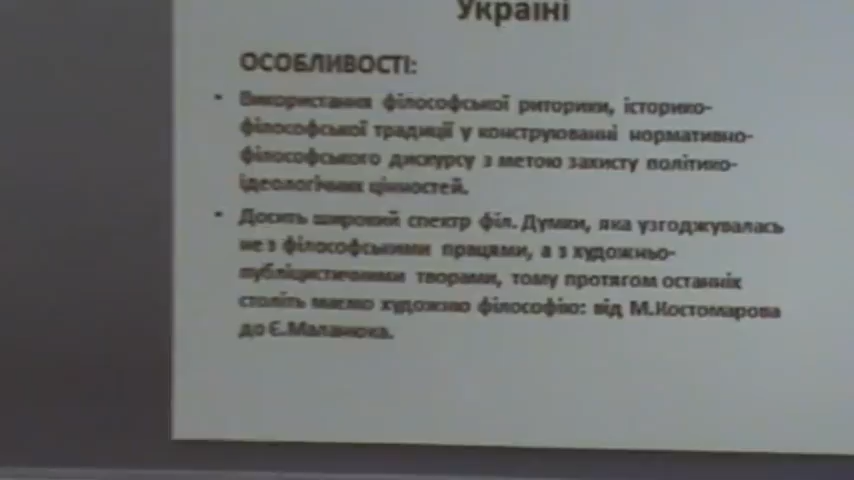 Україні
ОСОБЛИВОСТІ:
• Використання філософської риторики, історико-
філософської традиції у конструюванні нормативно-
філософського дискурсу з метою захисту політико-
ідеологічних цінностей.
• Досить широкий спектр філ. Думки, яка узгоджувалась
не з філософськими працями, а з художньо-
публіцистичними творами, тому протягом останніх
століть маємо художню філософію: від М.Костомарова
до Є.Маланюка.